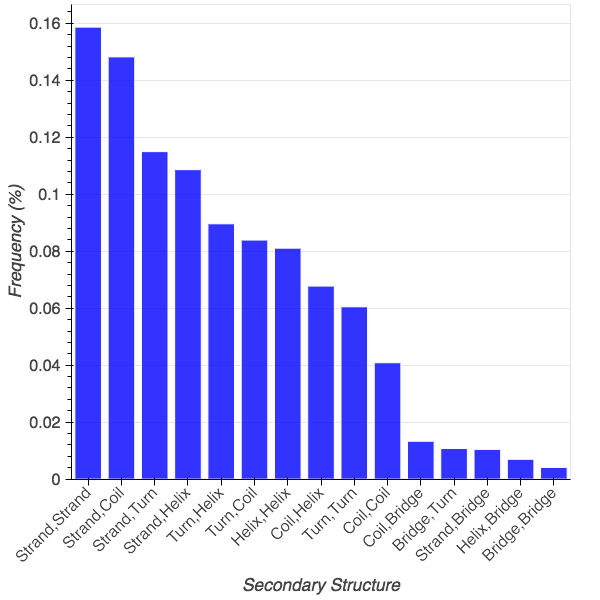 0.16
0.14
0.12
0.1
0.08
0.06
0.04
0.02
0
Frequency (%)
Strand,Strand
Strand,Coil
Strand,Turn
Strand,Helix
Turn,Helix
Turn,Coil
Helix,Helix
Coil,Helix
Turn,Turn
Coil,Coil
Coil,Bridge
Bridge,Turn
Strand,Bridge
Helix,Bridge
Bridge,Bridge
Secondary Structure